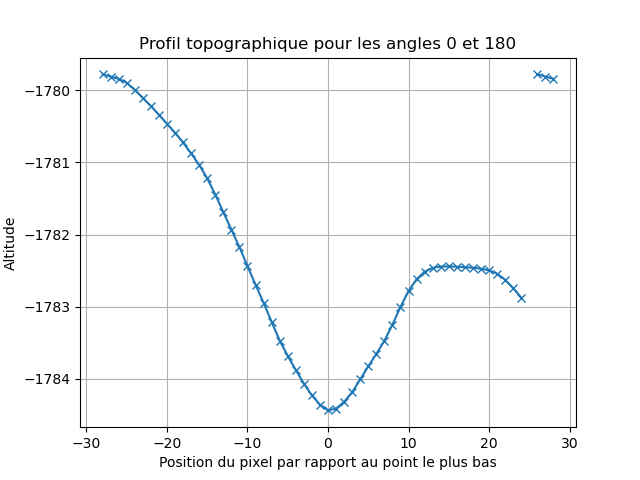 Profil topographique pour les angles 0 et 180
−1780
−1781
−1782
−1783
−1784
Altitude
−30 −20 −10 0 10 20 30
Position du pixel par rapport au point le plus bas